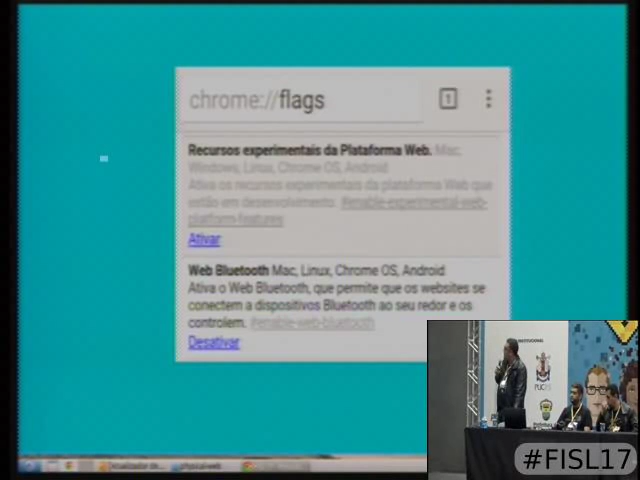 chrome://flags
1
Recursos experimentais da Plataforma Web. Mac,
Windows, Linux, Chrome OS, Android
Ativa os recursos experimentais da plataforma Web que
estão em desenvolvimento. #enable-experimental-web-
platform-features
Ativar
Web Bluetooth Mac, Linux, Chrome OS, Android
Ativa o Web Bluetooth, que permite que os websites se
conectem a dispositivos Bluetooth ao seu redor e os
controlem. #enable-web-bluetooth
Desativar
INSTITUCIONAL
PUCRS
#FISL17